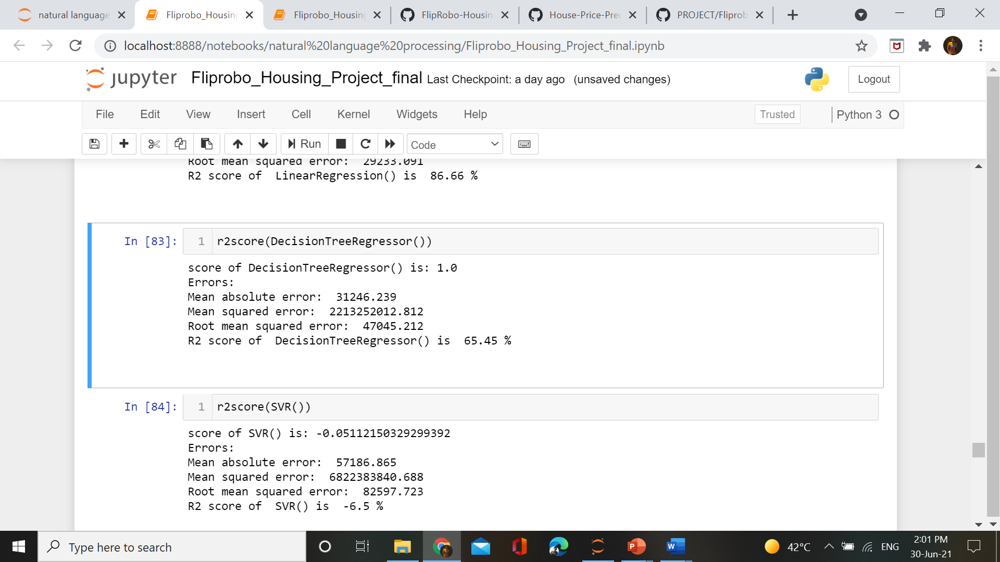 natural language
Fliprobo_Housing
Fliprobo_Housing
FlipRobo-Housin
House-Price-Pred
PROJECT/Fliprob
localhost:8888/notebooks/natural%20language%20processing/Fliprobo_Housing_Project_final.ipynb
jupyter Fliprobo_Housing_Project_final Last Checkpoint: a day ago (unsaved changes)
Logout
File Edit View Insert Cell Kernel Widgets Help
Trusted
Python 3
Run
Code
Root mean squared error:  29233.091
R2 score of  LinearRegression() is  86.66 %
In [83]: 1 r2score(DecisionTreeRegressor())
score of DecisionTreeRegressor() is: 1.0
Errors:
Mean absolute error:  31246.239
Mean squared error:  2213252012.812
Root mean squared error:  47045.212
R2 score of  DecisionTreeRegressor() is  65.45 %
In [84]: 1 r2score(SVR())
score of SVR() is: -0.05112150329299392
Errors:
Mean absolute error:  57186.865
Mean squared error:  6822383840.688
Root mean squared error:  82597.723
R2 score of  SVR() is  -6.5 %
Type here to search
P
W
42°C
ENG
2:01 PM
30-Jun-21